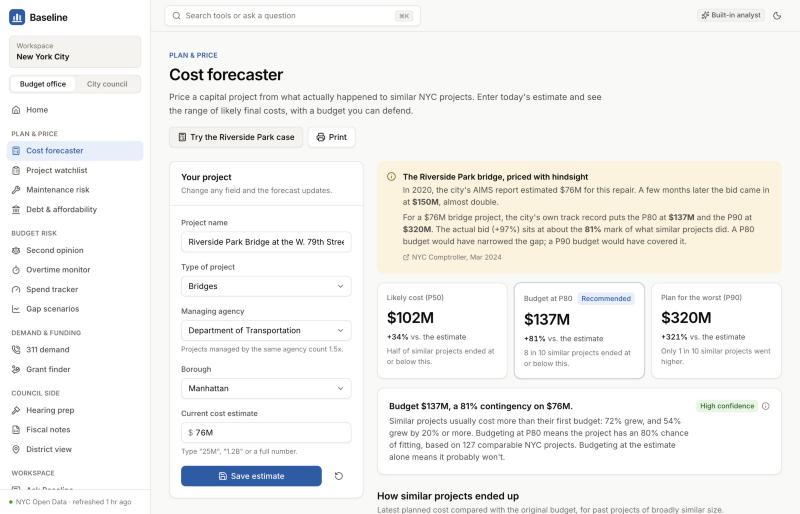 Baseline
Workspace
New York City
Budget office
City council
Home
PLAN & PRICE
Cost forecaster
Project watchlist
Maintenance risk
Debt & affordability
BUDGET RISK
Second opinion
Overtime monitor
Spend tracker
Gap scenarios
DEMAND & FUNDING
311 demand
Grant finder
COUNCIL SIDE
Hearing prep
Fiscal notes
District view
WORKSPACE
Ask Baseline
NYC Open Data · refreshed 1 hr ago
Search tools or ask a question
⌘K
Built-in analyst
PLAN & PRICE
Cost forecaster
Price a capital project from what actually happened to similar NYC projects. Enter today's estimate and see
the range of likely final costs, with a budget you can defend.
Try the Riverside Park case
Print
Your project
Change any field and the forecast updates.
Project name
Riverside Park Bridge at the W. 79th Stree
Type of project
Bridges
Managing agency
Department of Transportation
Projects managed by the same agency count 1.5x.
Borough
Manhattan
Current cost estimate
$ 76M
Type "25M", "1.2B" or a full number.
Save estimate
The Riverside Park bridge, priced with hindsight
In 2020, the city's AIMS report estimated $76M for this repair. A few months later the bid came in
at $150M, almost double.
For a $76M bridge project, the city's own track record puts the P80 at $137M and the P90 at
$320M. The actual bid (+97%) sits at about the 81% mark of what similar projects did. A P80
budget would have narrowed the gap; a P90 budget would have covered it.
NYC Comptroller, Mar 2024
Likely cost (P50)
$102M
+34% vs. the estimate
Half of similar projects ended at
or below this.
Budget at P80
Recommended
$137M
+81% vs. the estimate
8 in 10 similar projects ended at
or below this.
Plan for the worst (P90)
$320M
+321% vs. the estimate
Only 1 in 10 similar projects went
higher.
Budget $137M, a 81% contingency on $76M.
High confidence
Similar projects usually cost more than their first budget: 72% grew, and 54%
grew by 20% or more. Budgeting at P80 means the project has an 80% chance
of fitting, based on 127 comparable NYC projects. Budgeting at the estimate
alone means it probably won't.
How similar projects ended up
Latest planned cost compared with the original budget, for past projects of broadly similar size.